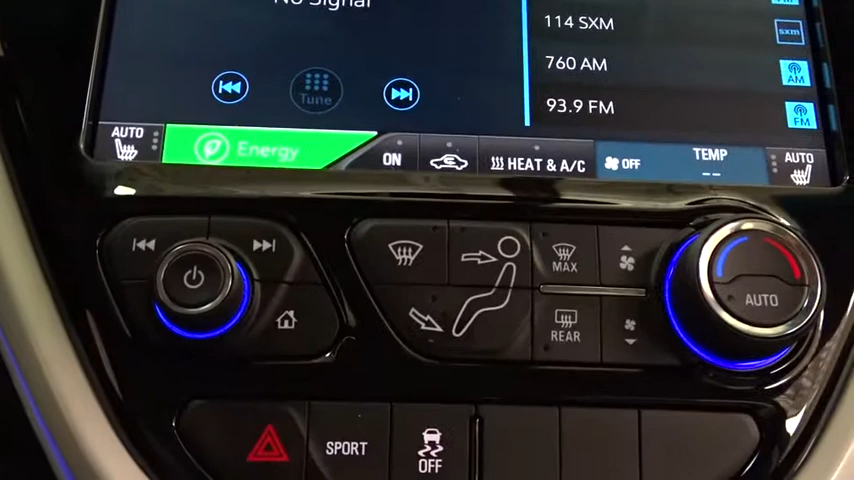 No Signal
114 SXM
sxm
760 AM
AM
Tune
93.9 FM
FM
AUTO
Energy
ON
HEAT & A/C
OFF
TEMP
--
AUTO
MAX
AUTO
REAR
SPORT
OFF